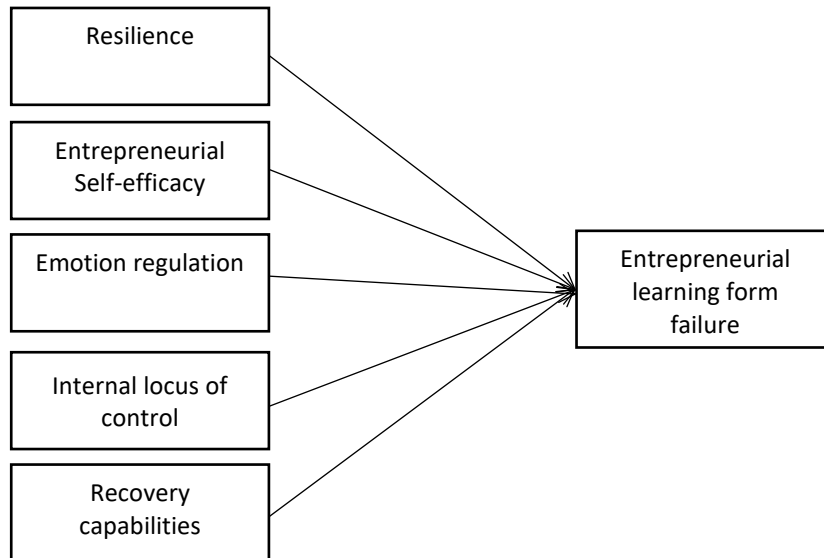 Resilience
Entrepreneurial
Self-efficacy
Emotion regulation
Internal locus of
control
Recovery
capabilities
Entrepreneurial
learning form
failure